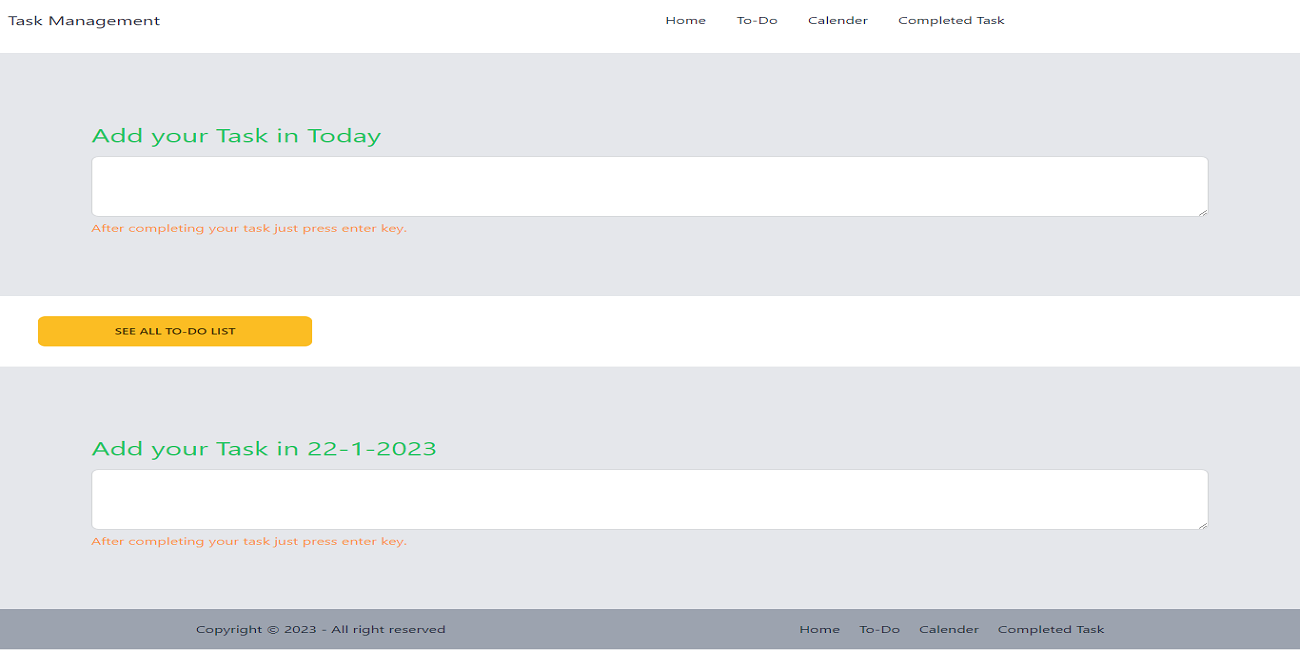 Task Management Home To-Do Calender Completed Task
Add your Task in Today
After completing your task just press enter key.
SEE ALL TO-DO LIST
Add your Task in 22-1-2023
After completing your task just press enter key.
Copyright © 2023 - All right reserved Home To-Do Calender Completed Task